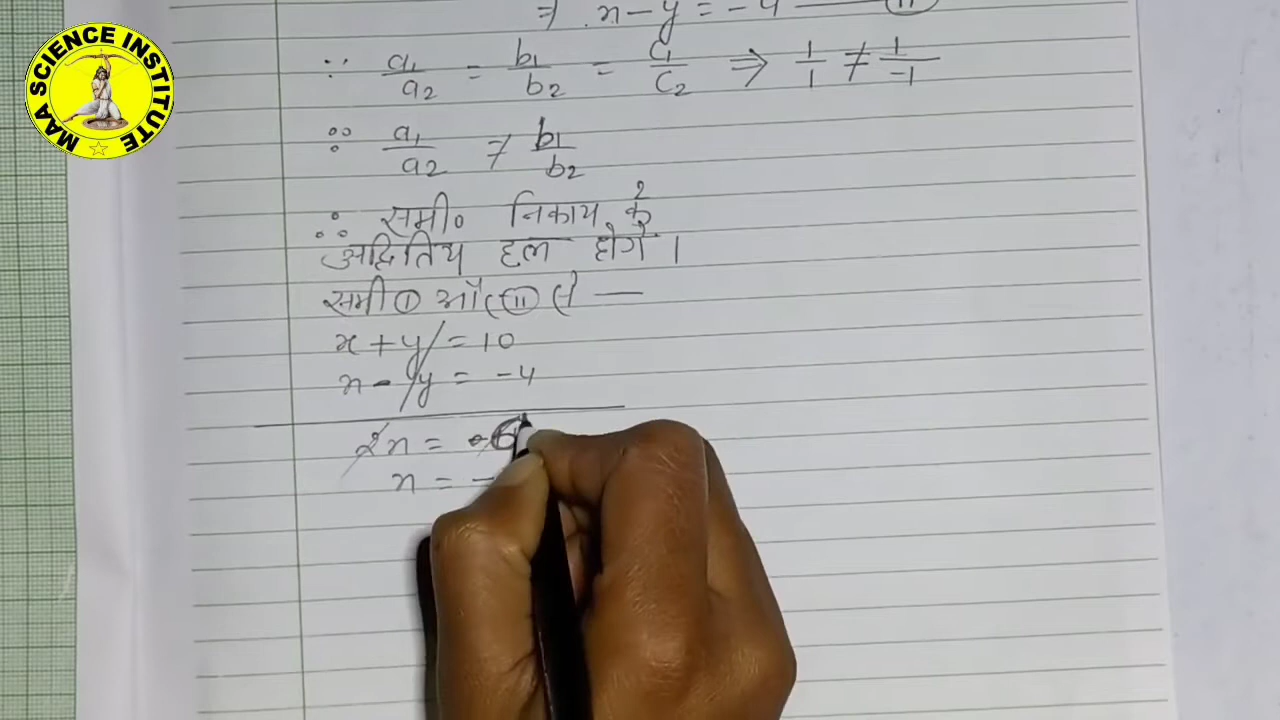 MAA SCIENCE INSTITUTE
⇒ x - y = -4 — (II)
∵ a₁/a₂ = b₁/b₂ = c₁/c₂ ⇒ 1/1 ≠ 1/-1
∵ a₁/a₂ ≠ b₁/b₂
∴ समी० निकाय के 2
अद्वितिय हल होगे ।
समी (I) और (II) से —
x + y = 10
x - y = -4
2x =
x = -